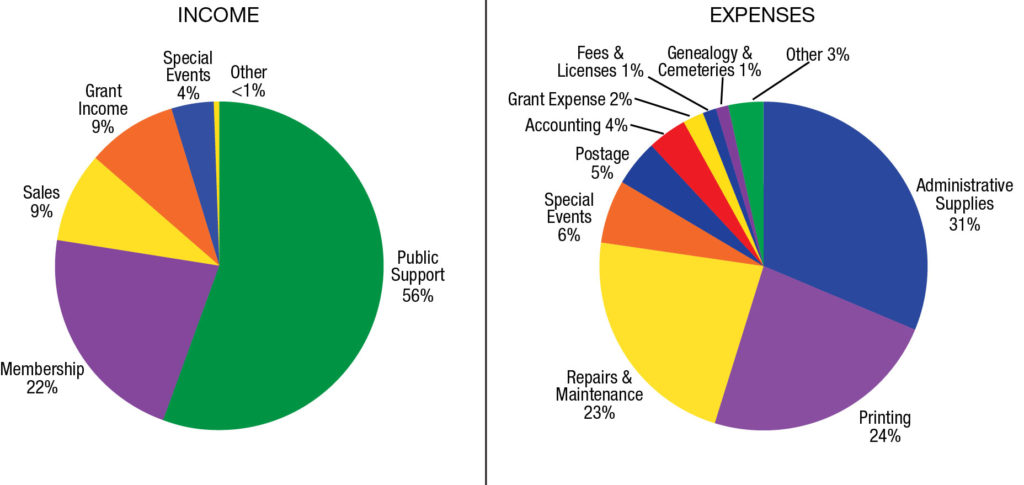 INCOME
Special
Events
4%
Other
<1%
Grant
Income
9%
Sales
9%
Public
Support
56%
Membership
22%
EXPENSES
Fees &
Licenses 1%
Genealogy &
Cemeteries 1%
Other 3%
Grant Expense 2%
Accounting 4%
Postage
5%
Special
Events
6%
Administrative
Supplies
31%
Repairs &
Maintenance
23%
Printing
24%